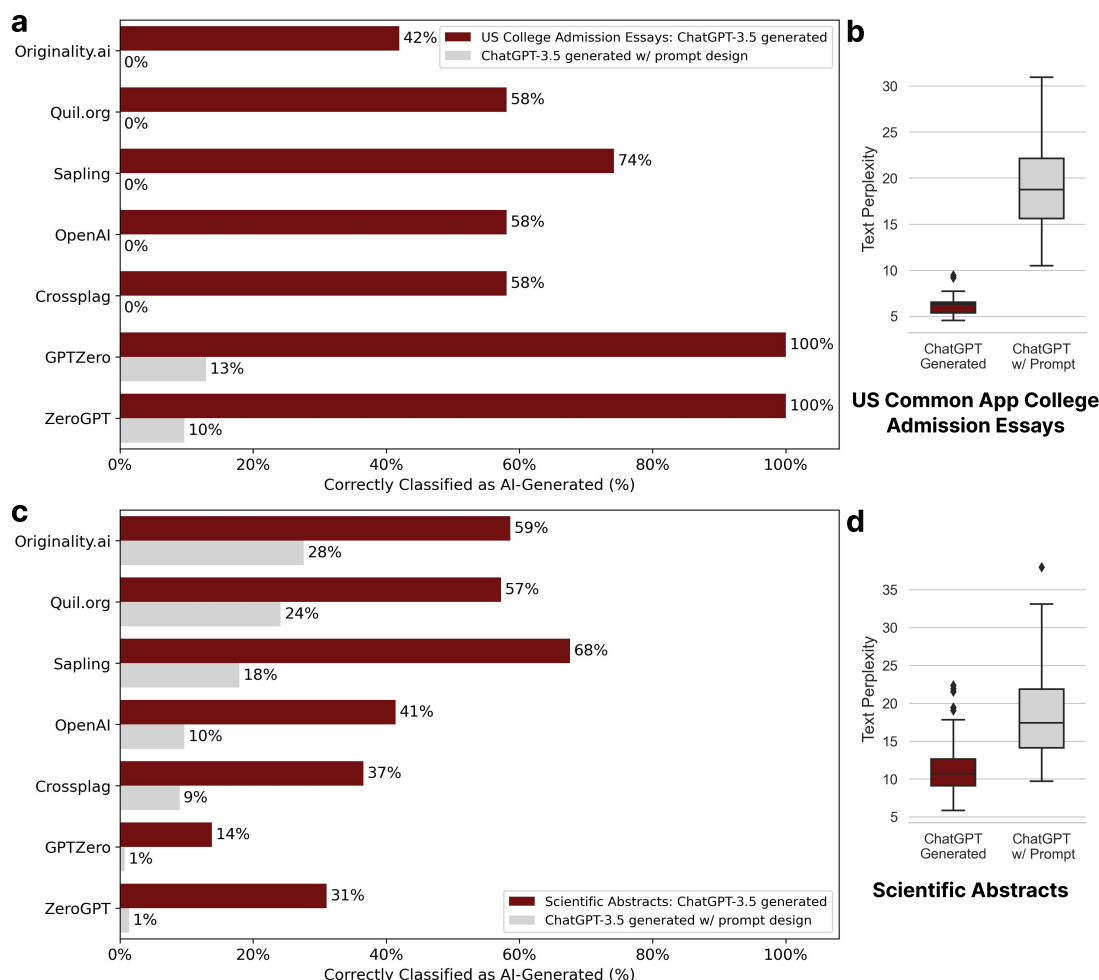 a
Originality.ai
42%
0%
US College Admission Essays: ChatGPT-3.5 generated
ChatGPT-3.5 generated w/ prompt design
Quil.org
58%
0%
Sapling
74%
0%
OpenAI
58%
0%
Crossplag
58%
0%
GPTZero
100%
13%
ZeroGPT
100%
10%
0% 20% 40% 60% 80% 100%
Correctly Classified as AI-Generated (%)
b
Text Perplexity
30
25
20
15
10
5
ChatGPT Generated
ChatGPT w/ Prompt
US Common App College
Admission Essays
c
Originality.ai
59%
28%
Quil.org
57%
24%
Sapling
68%
18%
OpenAI
41%
10%
Crossplag
37%
9%
GPTZero
14%
1%
ZeroGPT
31%
1%
Scientific Abstracts: ChatGPT-3.5 generated
ChatGPT-3.5 generated w/ prompt design
0% 20% 40% 60% 80% 100%
Correctly Classified as AI-Generated (%)
d
Text Perplexity
35
30
25
20
15
10
5
ChatGPT Generated
ChatGPT w/ Prompt
Scientific Abstracts